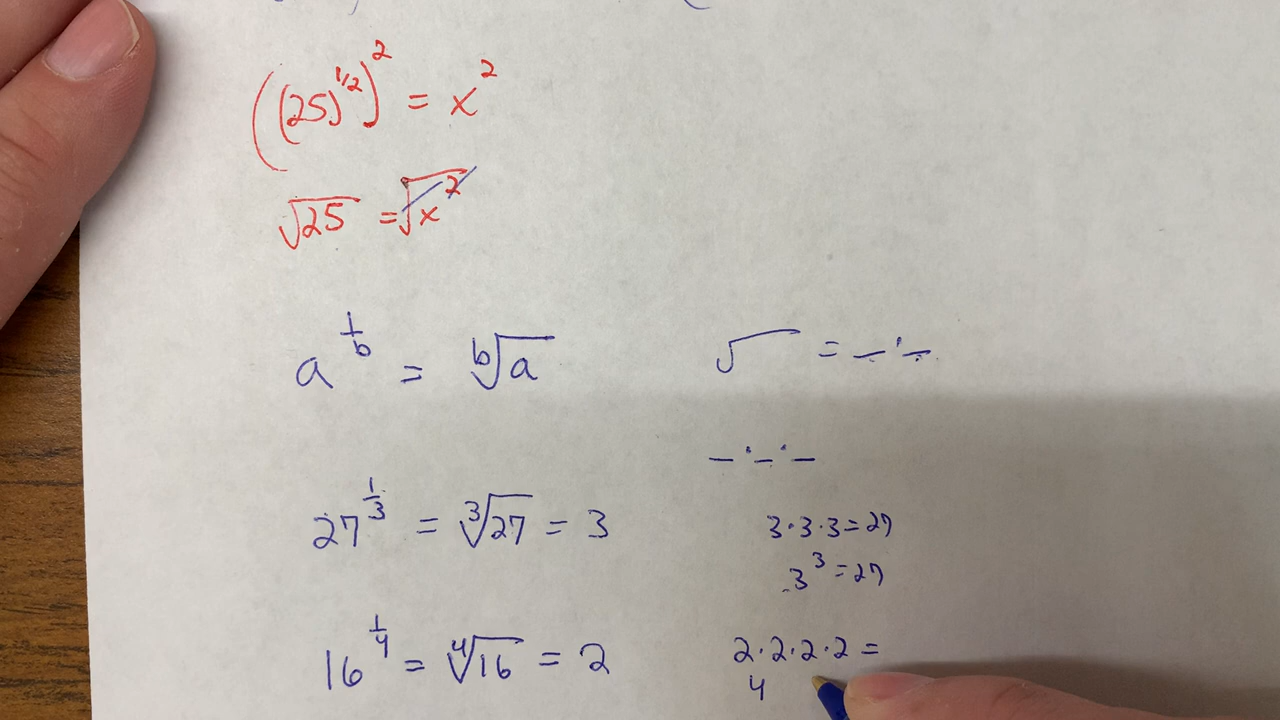 ((25)^{1/2})^2 = x^2
√25 = √x^2
a^{1/b} = ᵇ√a
√ = _ · _
_ · _ · _
27^{1/3} = ³√27 = 3
3·3·3=27
3^3=27
16^{1/4} = ⁴√16 = 2
2·2·2·2 =
4